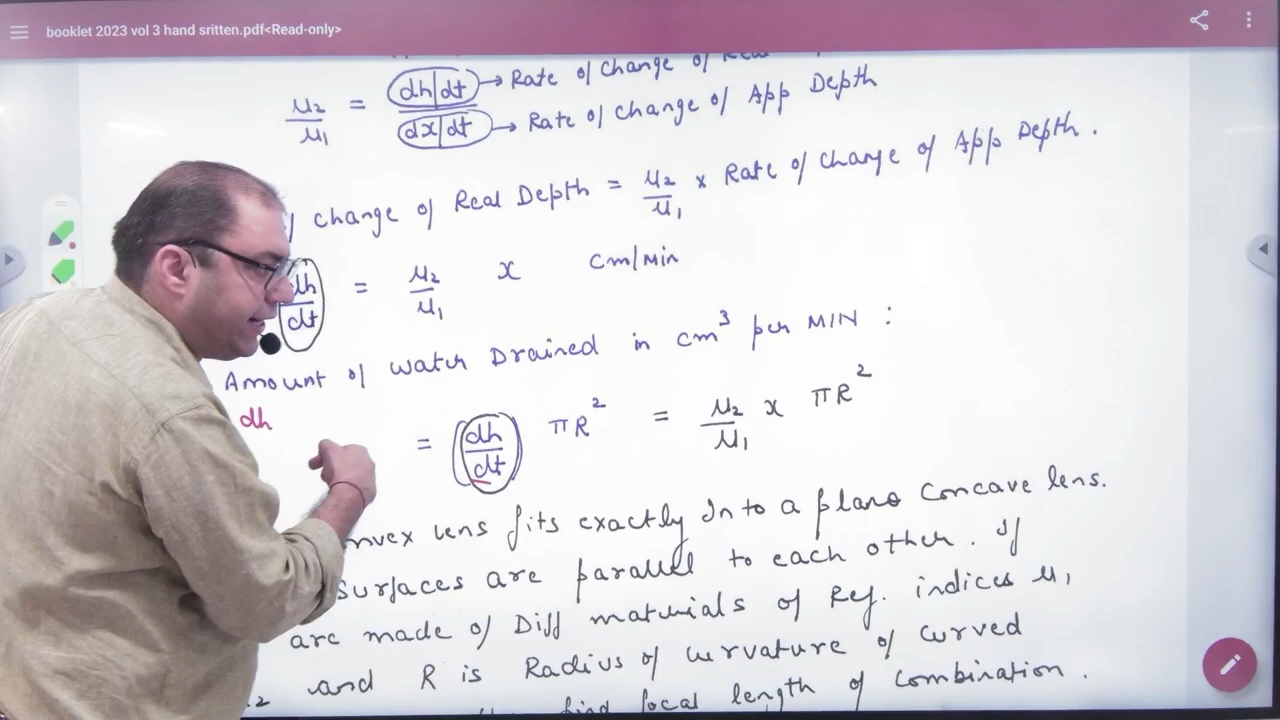 booklet 2023 vol 3 hand sritten.pdf<Read-only>
μ2/μ1 = (dh|dt) → Rate of Change of Real
(dx|dt) → Rate of Change of App Depth
change of Real Depth = μ2/μ1 x Rate of Change of App Depth.
dh/dt = μ2/μ1 x cm/Min
Amount of water Drained in cm³ per MIN :
dh
= (dh/dt) πR² = μ2/μ1 x πR²
lens fits exactly Into a plano Concave lens.
surfaces are parallel to each other. If
are made of Diff materials of Ref. indices μ1
and R is Radius of curvature of curved
find focal length of combination.